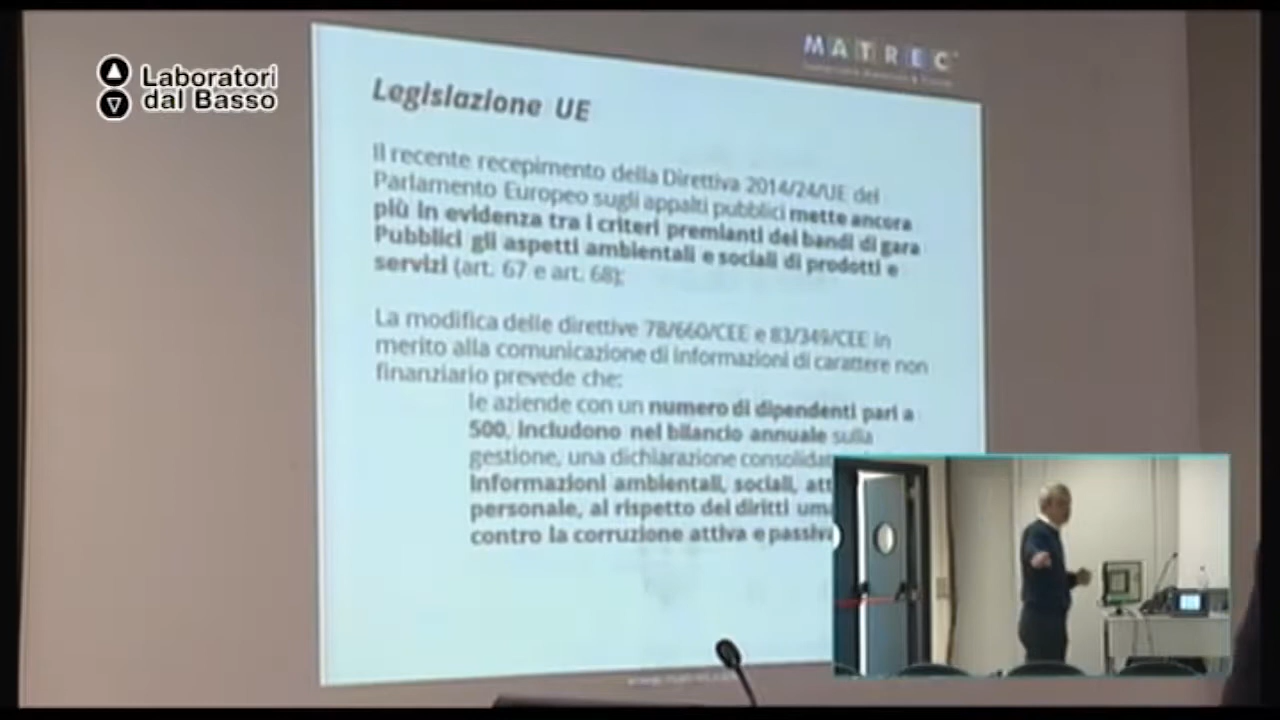 Laboratori
dal Basso
MATREC
Legislazione UE
Il recente recepimento della Direttiva 2014/24/UE del
Parlamento Europeo sugli appalti pubblici mette ancora
più in evidenza tra i criteri premianti dei bandi di gara
Pubblici gli aspetti ambientali e sociali di prodotti e
servizi (art. 67 e art. 68);
La modifica delle direttive 78/660/CEE e 83/349/CEE in
merito alla comunicazione di informazioni di carattere non
finanziario prevede che:
le aziende con un numero di dipendenti pari a
500, includono nel bilancio annuale sulla
gestione, una dichiarazione
informazioni ambientali, sociali,
personale, al rispetto dei diritti
contro la corruzione attiva e